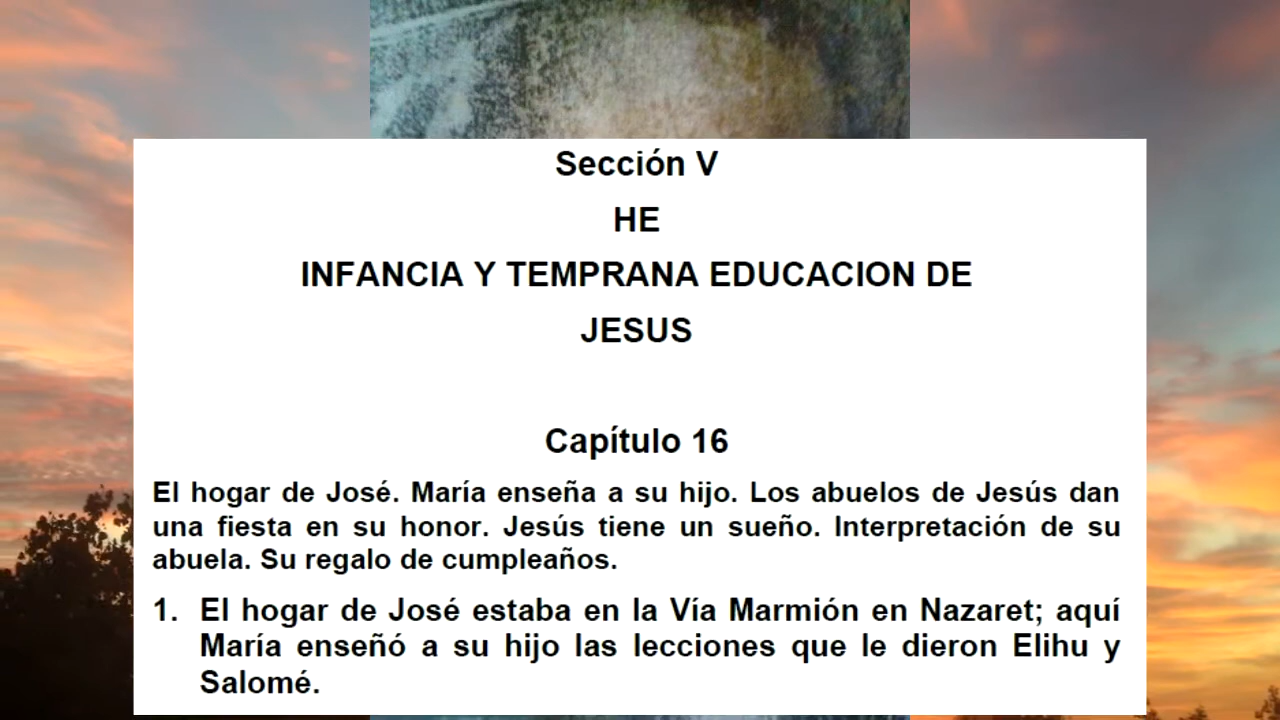 Sección V
HE
INFANCIA Y TEMPRANA EDUCACION DE
JESUS
Capítulo 16
El hogar de José. María enseña a su hijo. Los abuelos de Jesús dan
una fiesta en su honor. Jesús tiene un sueño. Interpretación de su
abuela. Su regalo de cumpleaños.
1. El hogar de José estaba en la Vía Marmión en Nazaret; aquí
María enseñó a su hijo las lecciones que le dieron Elihu y
Salomé.